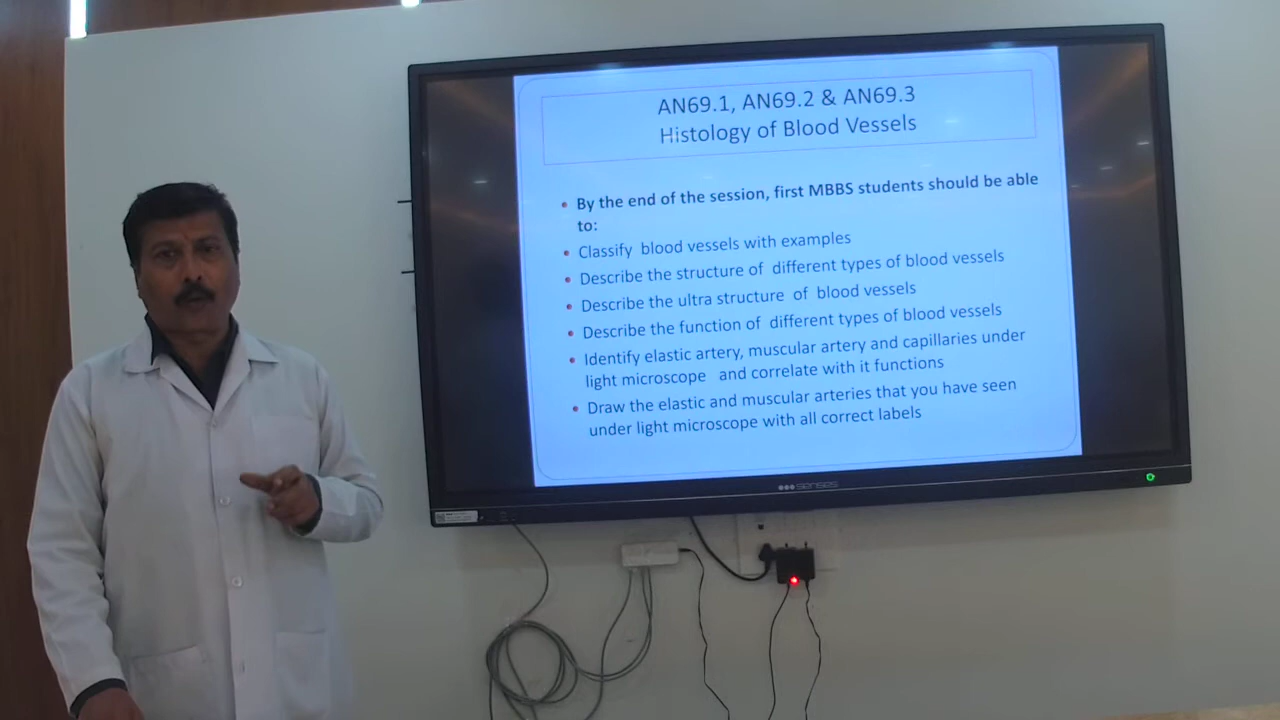 AN69.1, AN69.2 & AN69.3
Histology of Blood Vessels
• By the end of the session, first MBBS students should be able
to:
• Classify blood vessels with examples
• Describe the structure of different types of blood vessels
• Describe the ultra structure of blood vessels
• Describe the function of different types of blood vessels
• Identify elastic artery, muscular artery and capillaries under
light microscope and correlate with it functions
• Draw the elastic and muscular arteries that you have seen
under light microscope with all correct labels
senses